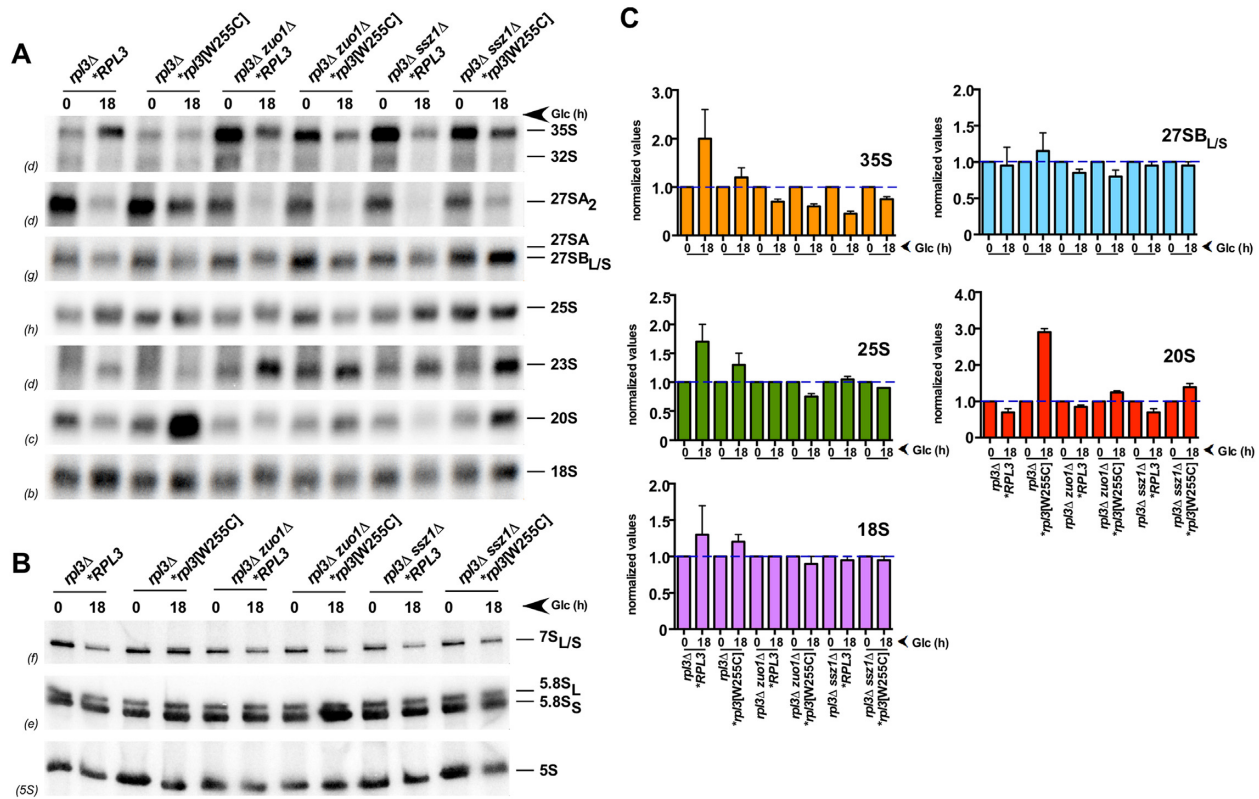 A
rpl3Δ *RPL3
rpl3Δ *rpl3[W255C]
rpl3Δ zuo1Δ *RPL3
rpl3Δ zuo1Δ *rpl3[W255C]
rpl3Δ ssz1Δ *RPL3
rpl3Δ ssz1Δ *rpl3[W255C]
0 18 0 18 0 18 0 18 0 18 0 18 Glc (h)
(d) 35S
32S
(d) 27SA2
27SA
(g) 27SBL/S
(h) 25S
(d) 23S
(c) 20S
(b) 18S
B
rpl3Δ *RPL3
rpl3Δ *rpl3[W255C]
rpl3Δ zuo1Δ *RPL3
rpl3Δ zuo1Δ *rpl3[W255C]
rpl3Δ ssz1Δ *RPL3
rpl3Δ ssz1Δ *rpl3[W255C]
0 18 0 18 0 18 0 18 0 18 0 18 Glc (h)
(f) 7SL/S
5.8SL
(e) 5.8SS
(5S) 5S
C
normalized values
3.0
2.0
1.0
0
35S
0 18 0 18 0 18 0 18 0 18 0 18 Glc (h)
normalized values
2.0
1.5
1.0
0.5
0
27SBL/S
0 18 0 18 0 18 0 18 0 18 0 18 Glc (h)
normalized values
2.5
2.0
1.5
1.0
0.5
0
25S
0 18 0 18 0 18 0 18 0 18 0 18 Glc (h)
normalized values
4.0
3.0
2.0
1.0
0
20S
0 18 0 18 0 18 0 18 0 18 0 18 Glc (h)
rpl3Δ *RPL3
rpl3Δ *rpl3[W255C]
rpl3Δ zuo1Δ *RPL3
rpl3Δ zuo1Δ *rpl3[W255C]
rpl3Δ ssz1Δ *RPL3
rpl3Δ ssz1Δ *rpl3[W255C]
normalized values
2.0
1.5
1.0
0.5
0
18S
0 18 0 18 0 18 0 18 0 18 0 18 Glc (h)
rpl3Δ *RPL3
rpl3Δ *rpl3[W255C]
rpl3Δ zuo1Δ *RPL3
rpl3Δ zuo1Δ *rpl3[W255C]
rpl3Δ ssz1Δ *RPL3
rpl3Δ ssz1Δ *rpl3[W255C]